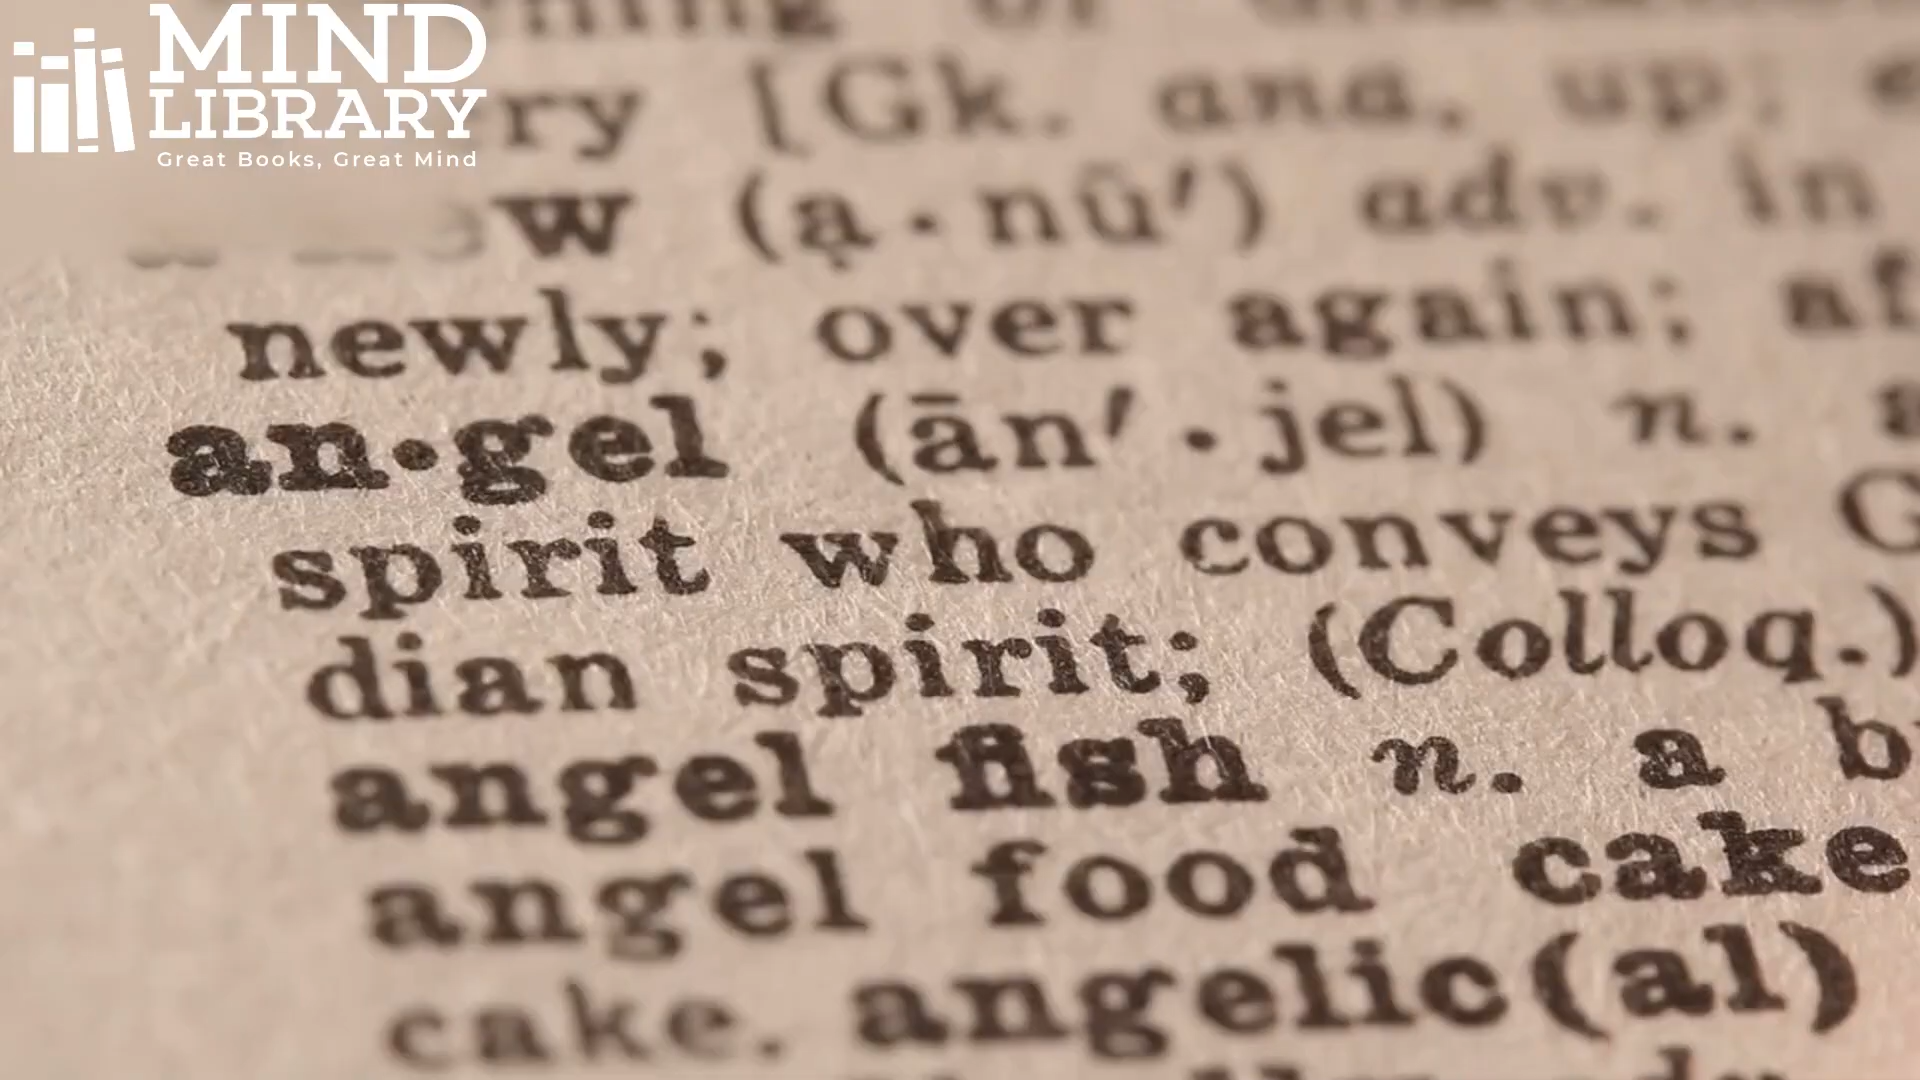 MIND
LIBRARY
Great Books, Great Mind
ry [Gk. ana, up;
w (ạ·nū′) adv. in
newly; over again; af
an·gel (ān′·jel) n. a
spirit who conveys G
dian spirit; (Colloq.)
angel fish n. a b
angel food cake
cake. angelic(al)